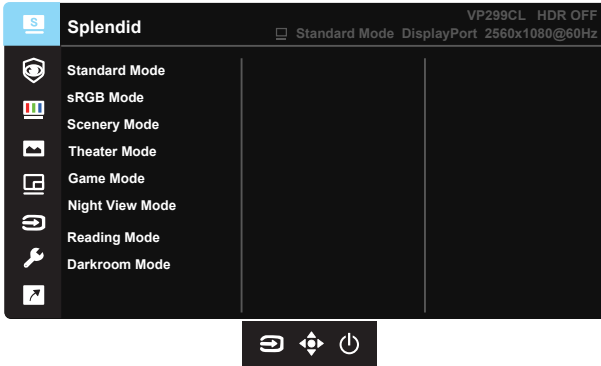 S
Splendid
VP299CL HDR OFF
Standard Mode DisplayPort 2560x1080@60Hz
Standard Mode
sRGB Mode
Scenery Mode
Theater Mode
Game Mode
Night View Mode
Reading Mode
Darkroom Mode